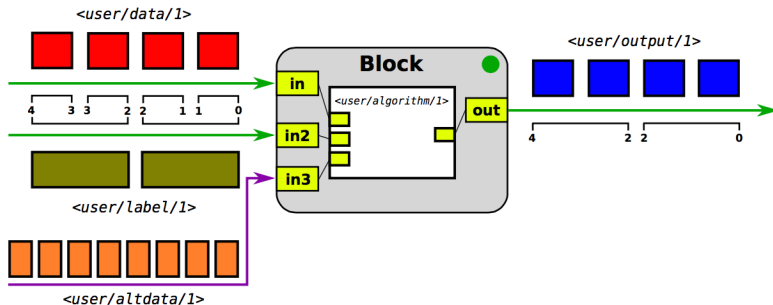 <user/data/1>
4 3 3 2 2 1 1 0
<user/label/1>
<user/altdata/1>
Block
in
in2
in3
<user/algorithm/1>
out
<user/output/1>
4 2 2 0